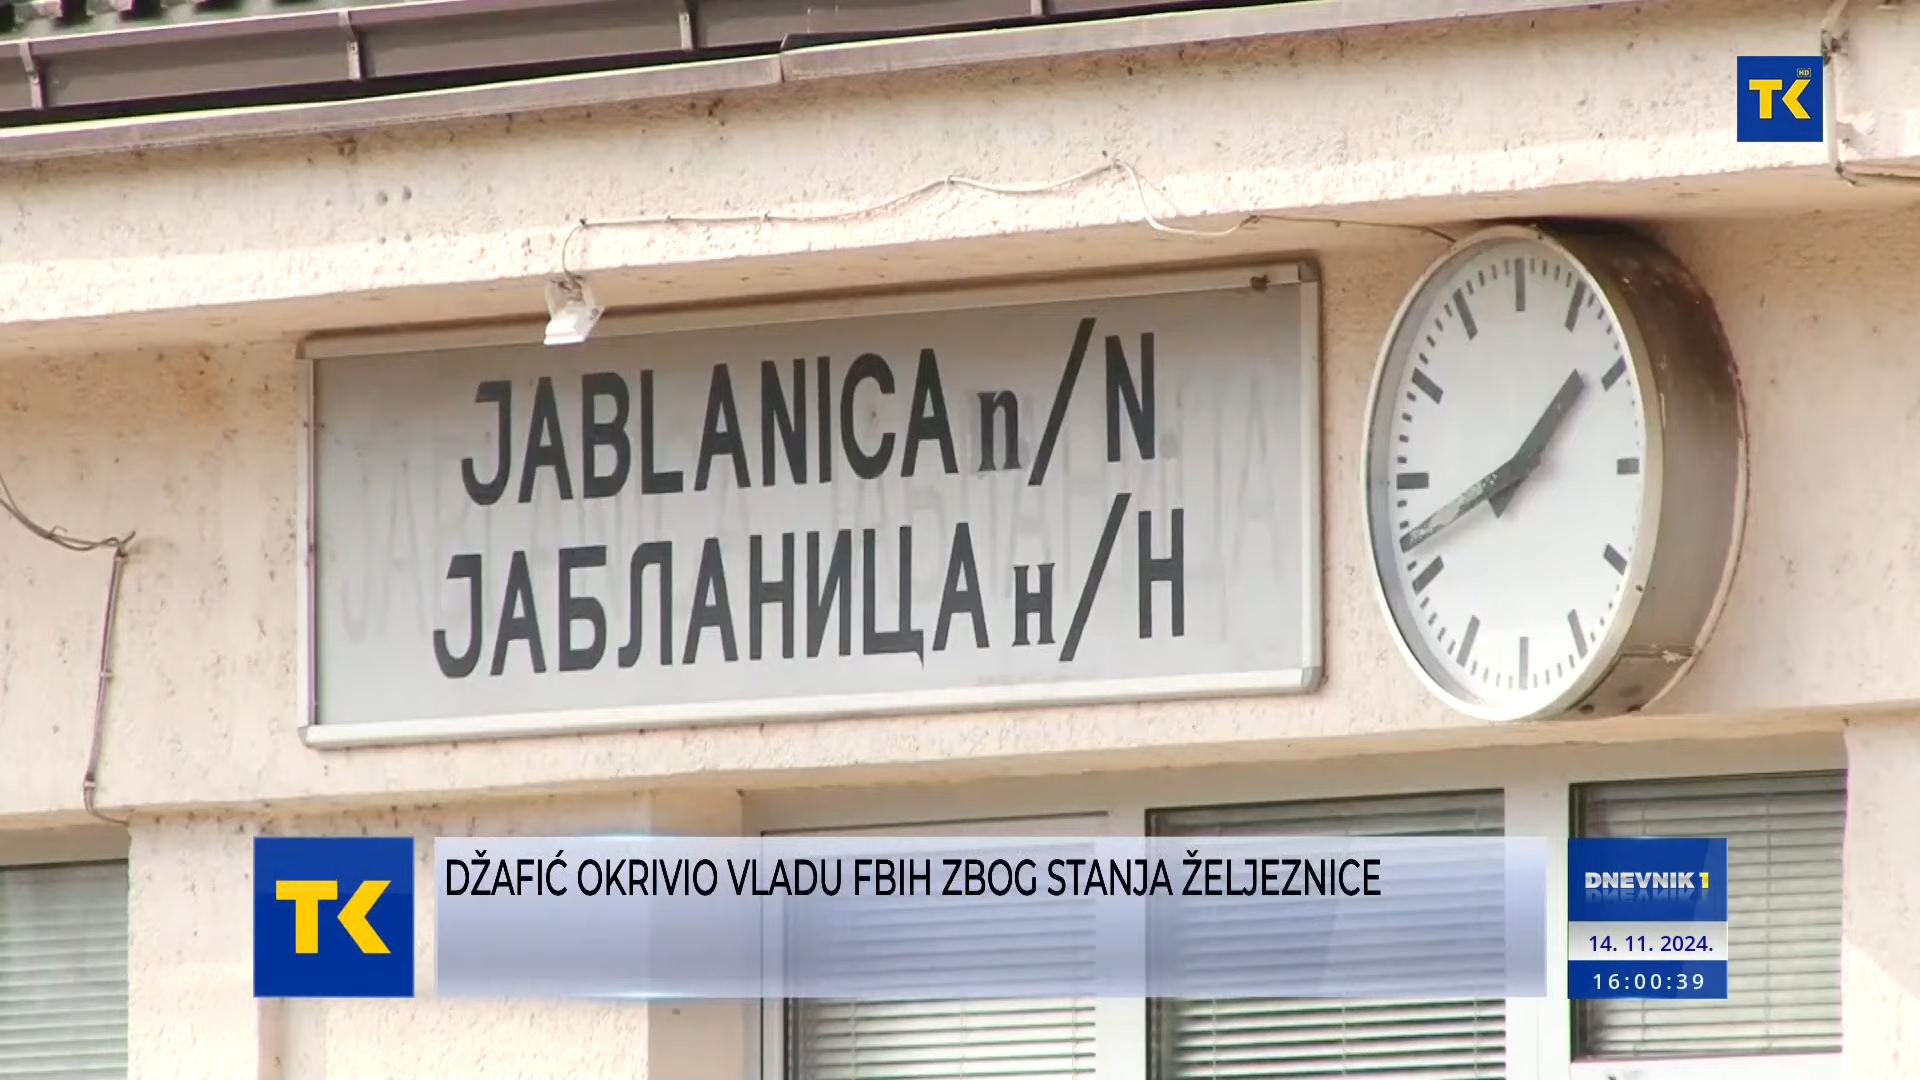 TK HD
JABLANICA n/N
ЈАБЛАНИЦА н/Н
TK
DŽAFIĆ OKRIVIO VLADU FBIH ZBOG STANJA ŽELJEZNICE
DNEVNIK 1
14. 11. 2024.
16:00:39